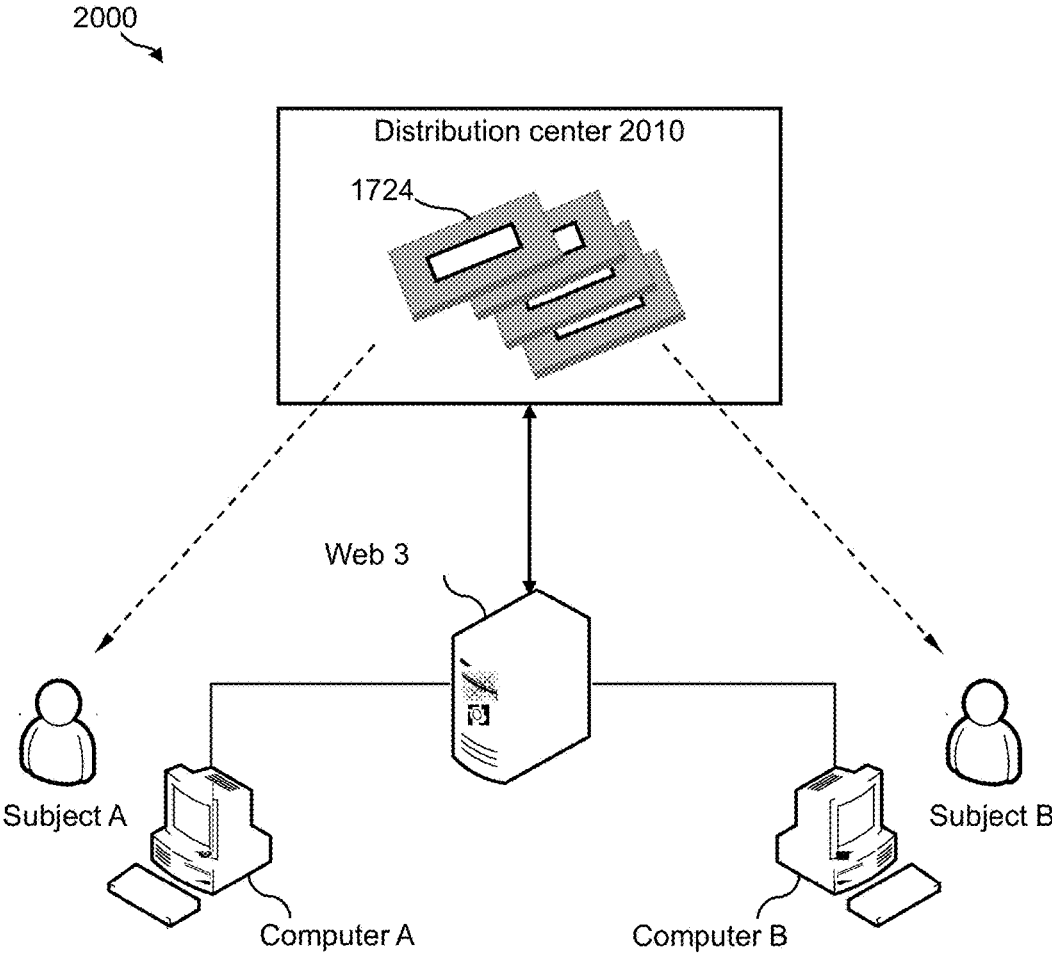 2000
Distribution center 2010
1724
Web 3
Subject A
Subject B
Computer A
Computer B